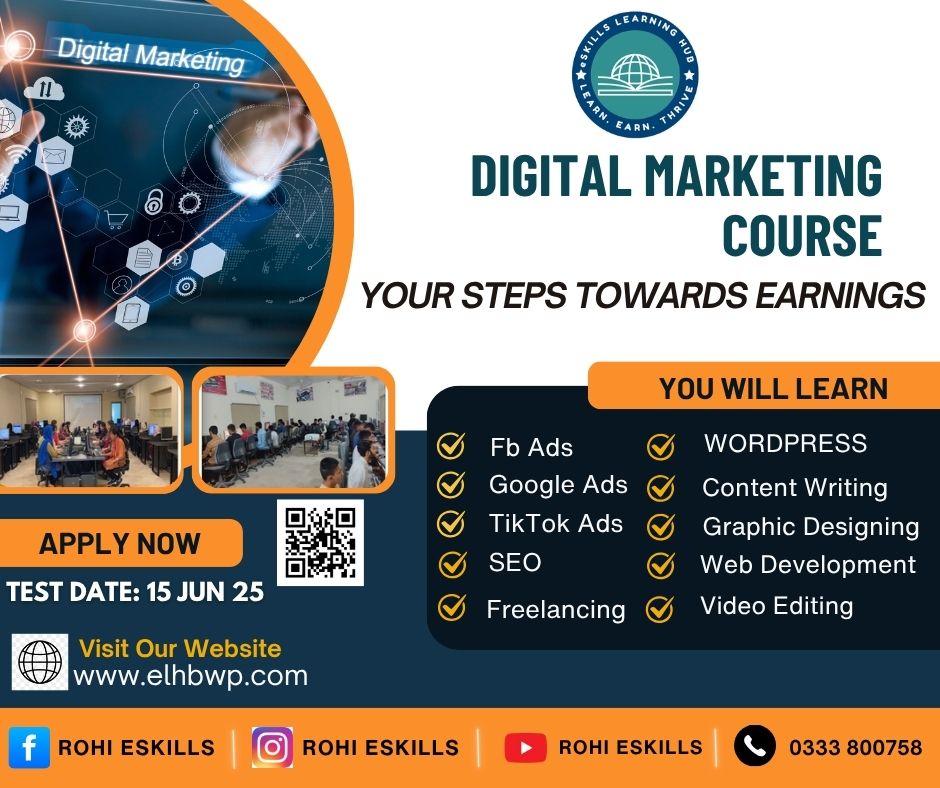 Digital Marketing
eSKILLS LEARNING HUB
LEARN. EARN. THRIVE
DIGITAL MARKETING
COURSE
YOUR STEPS TOWARDS EARNINGS
YOU WILL LEARN
Fb Ads
Google Ads
TikTok Ads
SEO
Freelancing
WORDPRESS
Content Writing
Graphic Designing
Web Development
Video Editing
APPLY NOW
TEST DATE: 15 JUN 25
Visit Our Website
www.elhbwp.com
ROHI ESKILLS
ROHI ESKILLS
ROHI ESKILLS
0333 800758